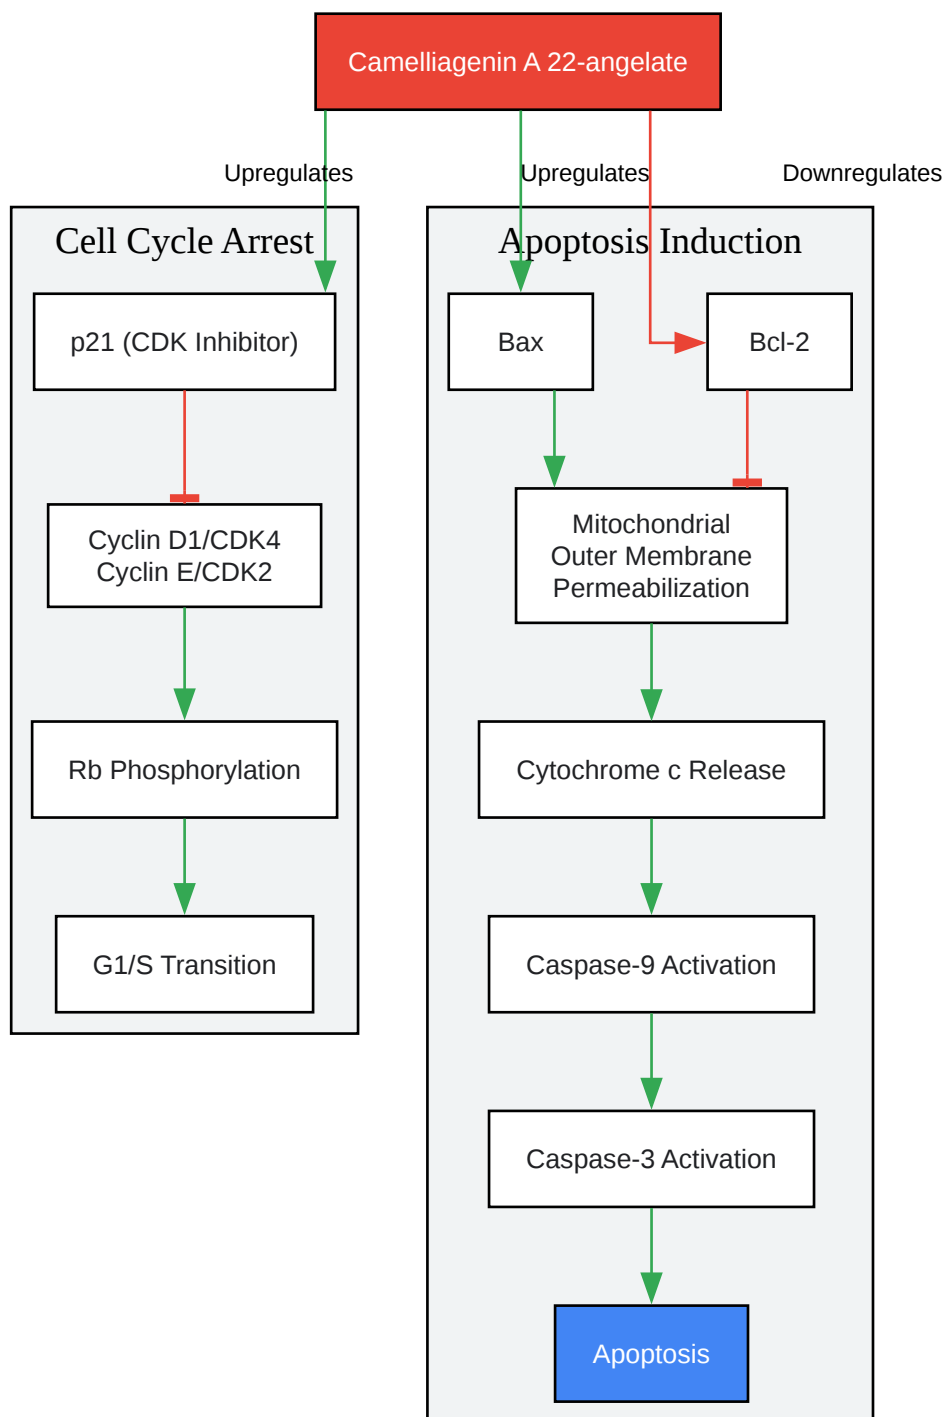 Camelliagenin A 22-angelate
Upregulates
Upregulates
Downregulates
Cell Cycle Arrest
Apoptosis Induction
p21 (CDK Inhibitor)
Bax
Bcl-2
Cyclin D1/CDK4
Cyclin E/CDK2
Mitochondrial
Outer Membrane
Permeabilization
Rb Phosphorylation
Cytochrome c Release
G1/S Transition
Caspase-9 Activation
Caspase-3 Activation
Apoptosis